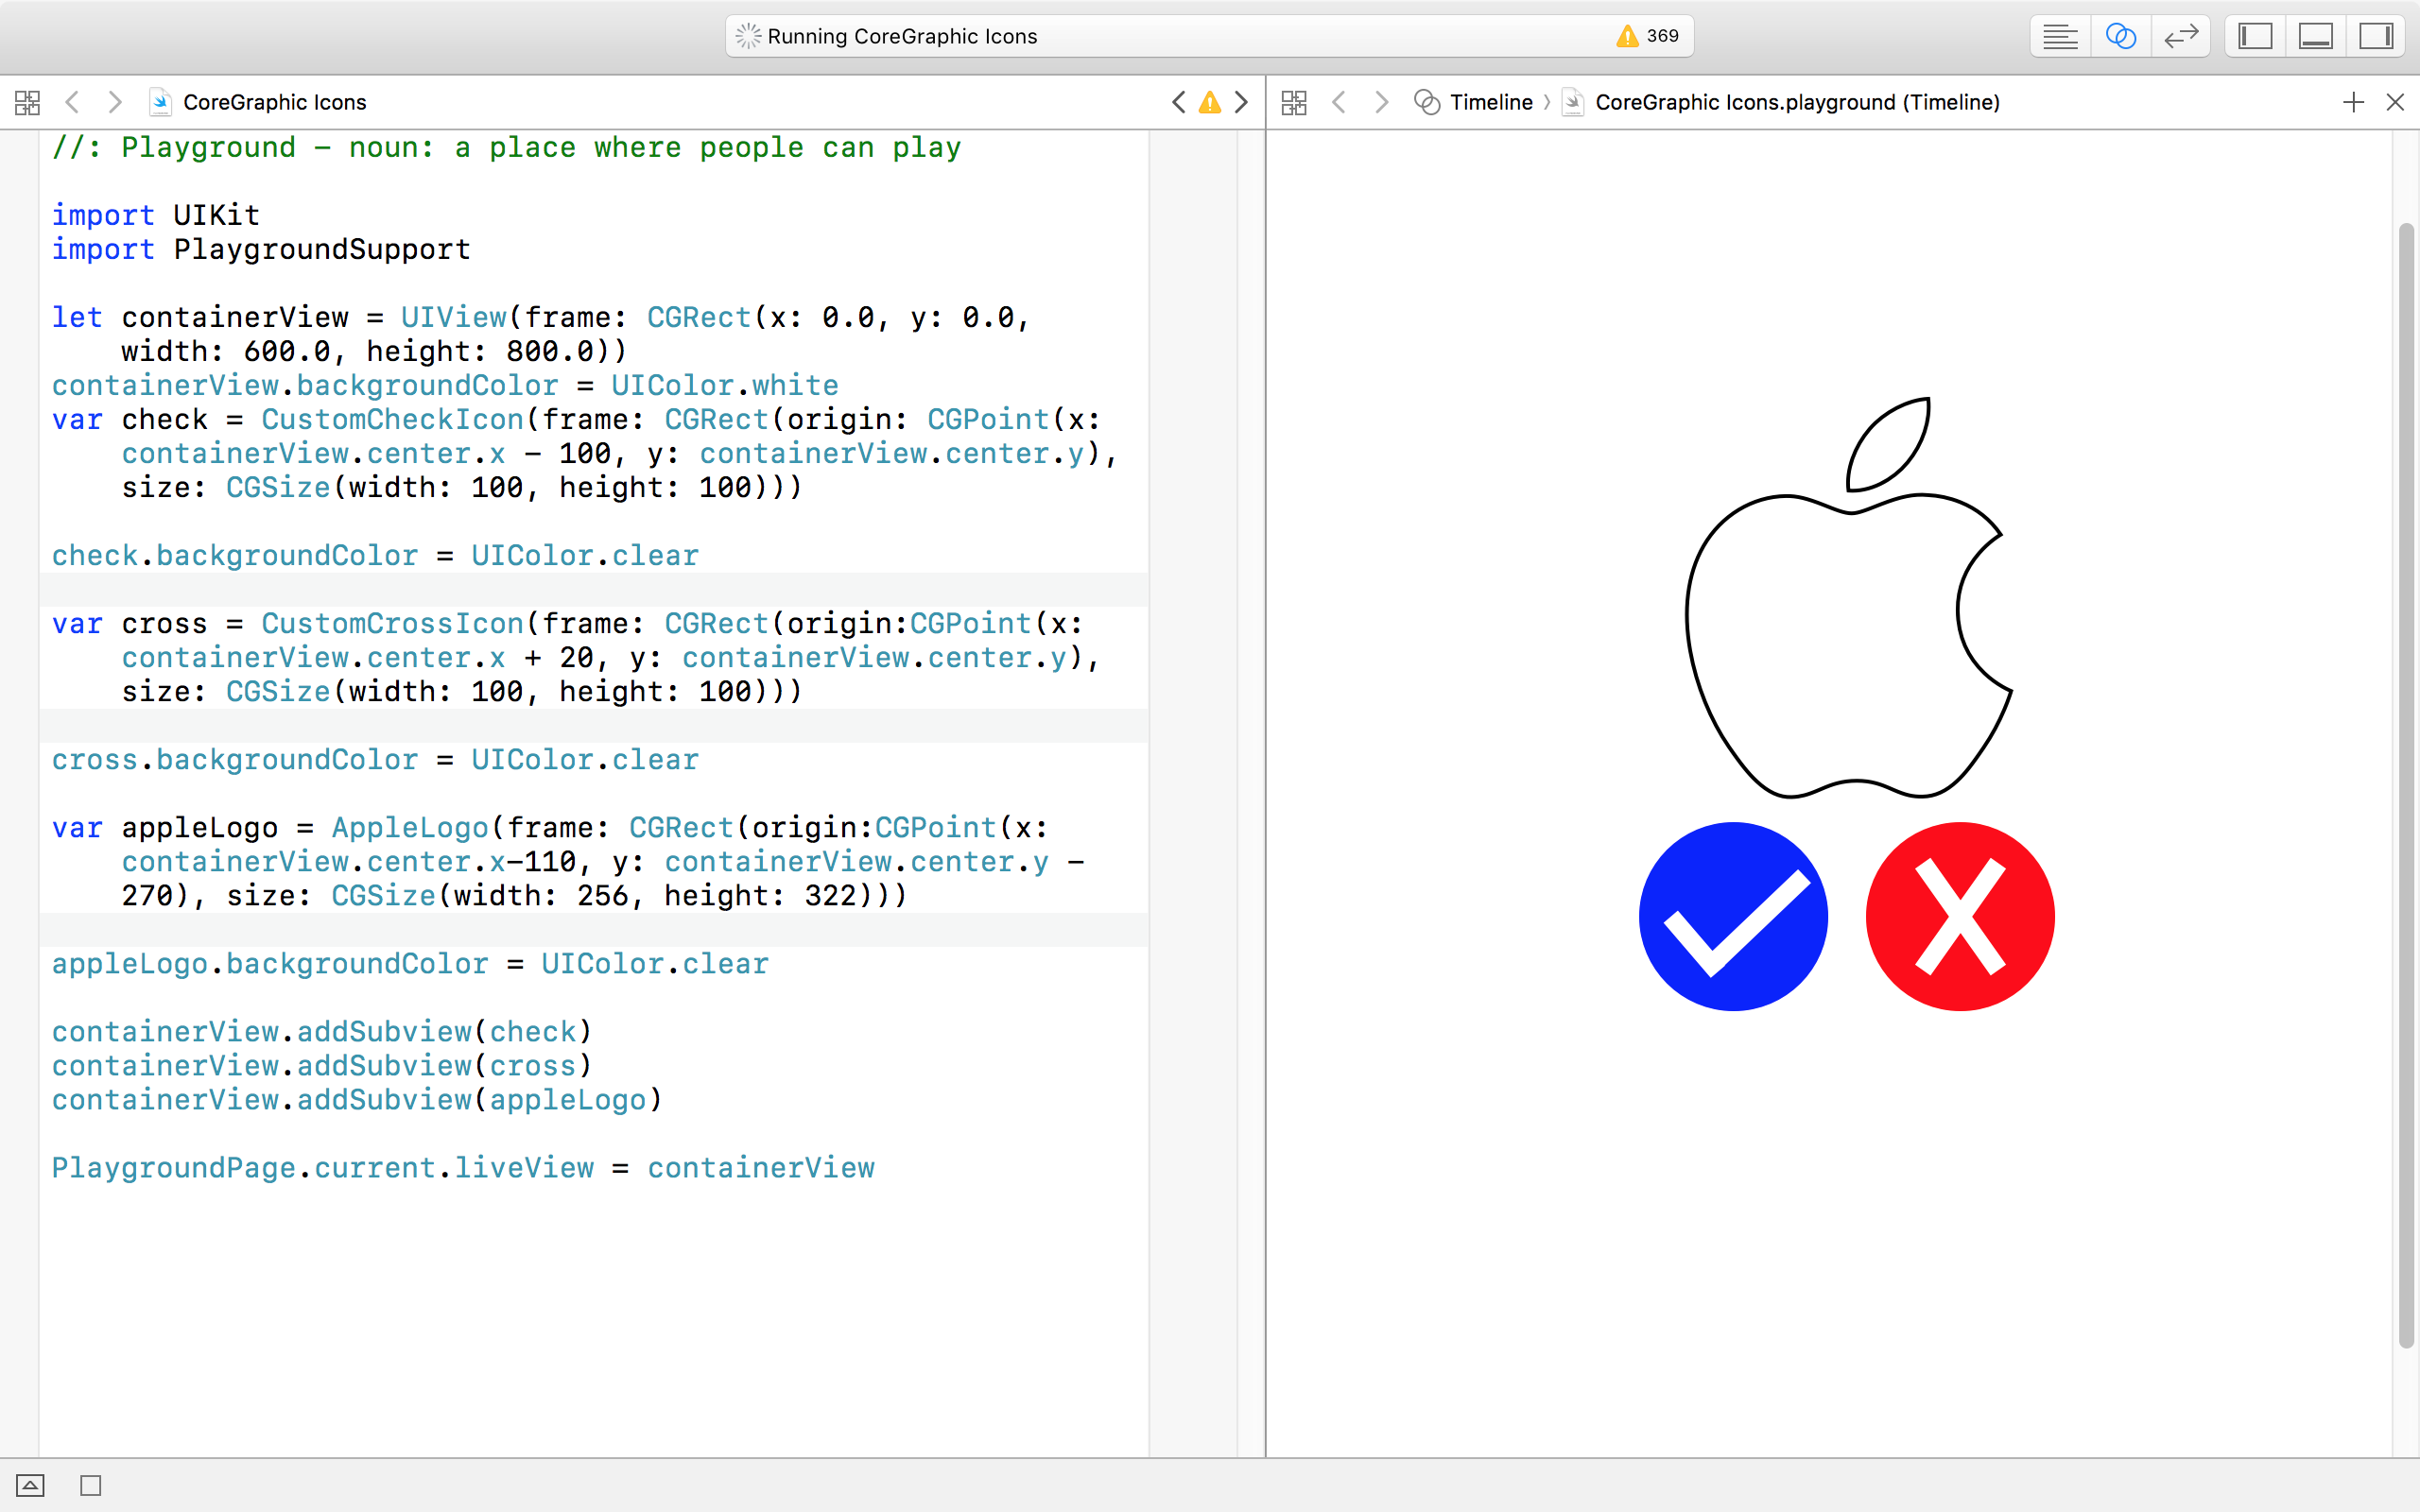 Running CoreGraphic Icons
369
CoreGraphic Icons
Timeline
CoreGraphic Icons.playground (Timeline)
//: Playground - noun: a place where people can play
import UIKit
import PlaygroundSupport
let containerView = UIView(frame: CGRect(x: 0.0, y: 0.0,
width: 600.0, height: 800.0))
containerView.backgroundColor = UIColor.white
var check = CustomCheckIcon(frame: CGRect(origin: CGPoint(x:
containerView.center.x - 100, y: containerView.center.y),
size: CGSize(width: 100, height: 100)))
check.backgroundColor = UIColor.clear
var cross = CustomCrossIcon(frame: CGRect(origin:CGPoint(x:
containerView.center.x + 20, y: containerView.center.y),
size: CGSize(width: 100, height: 100)))
cross.backgroundColor = UIColor.clear
var appleLogo = AppleLogo(frame: CGRect(origin:CGPoint(x:
containerView.center.x-110, y: containerView.center.y -
270), size: CGSize(width: 256, height: 322)))
appleLogo.backgroundColor = UIColor.clear
containerView.addSubview(check)
containerView.addSubview(cross)
containerView.addSubview(appleLogo)
PlaygroundPage.current.liveView = containerView